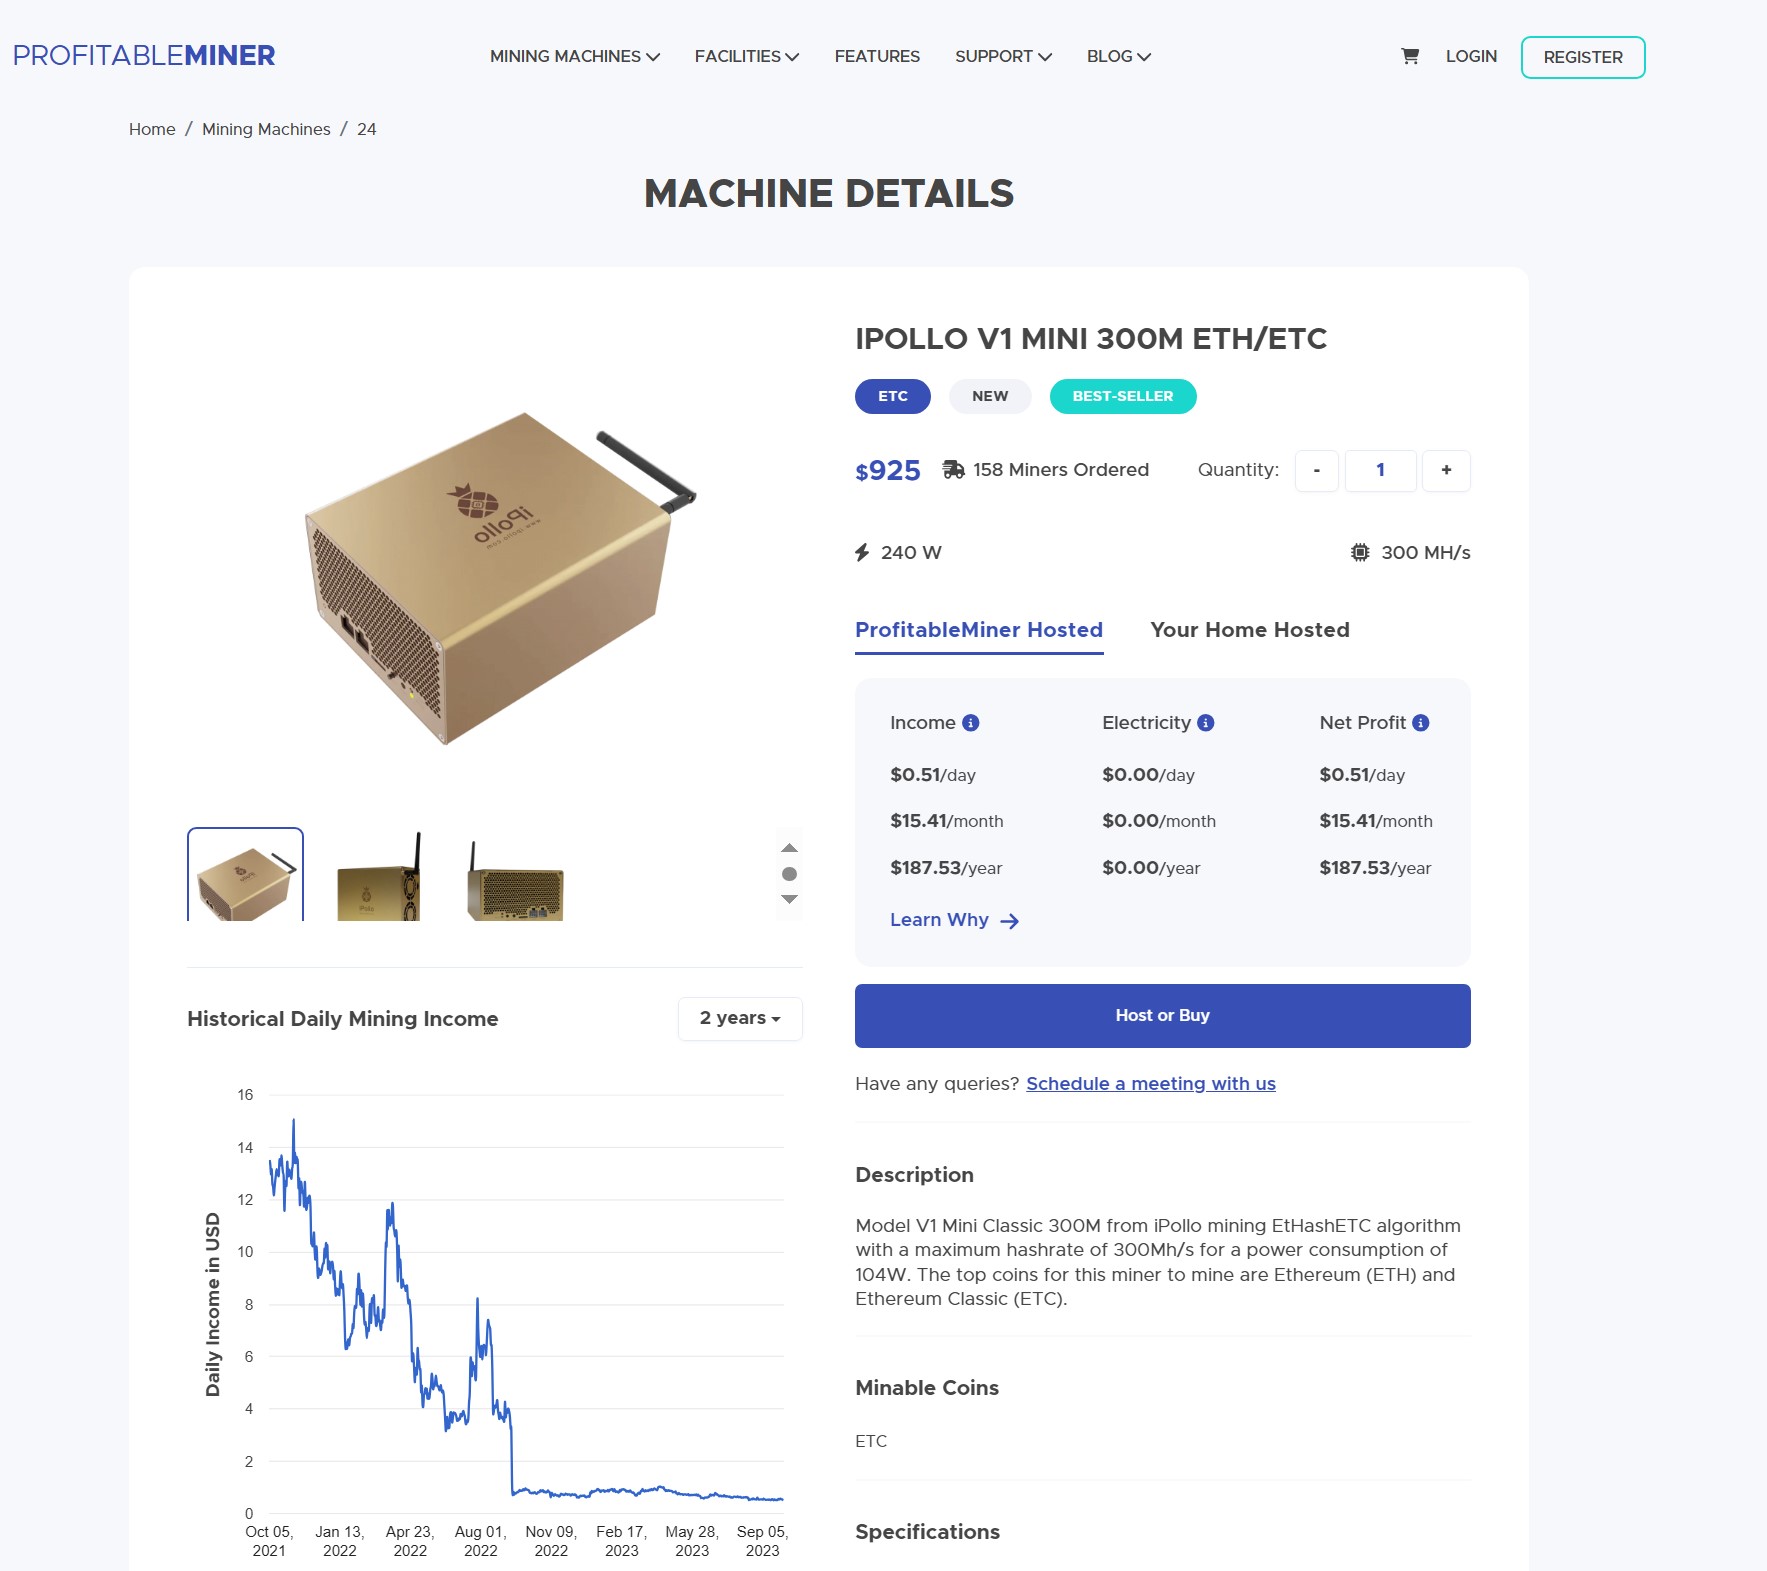 PROFITABLEMINER
MINING MACHINES
FACILITIES
FEATURES
SUPPORT
BLOG
LOGIN
REGISTER
Home / Mining Machines / 24
MACHINE DETAILS
iPollo
www.ipollo.com
IPOLLO V1 MINI 300M ETH/ETC
ETC
NEW
BEST-SELLER
$925
158 Miners Ordered
Quantity:
-
1
+
240 W
300 MH/s
ProfitableMiner Hosted
Your Home Hosted
Income
Electricity
Net Profit
$0.51/day
$0.00/day
$0.51/day
$15.41/month
$0.00/month
$15.41/month
$187.53/year
$0.00/year
$187.53/year
Learn Why
Host or Buy
Have any queries? Schedule a meeting with us
Historical Daily Mining Income
2 years
Daily Income in USD
16
14
12
10
8
6
4
2
0
Oct 05,
2021
Jan 13,
2022
Apr 23,
2022
Aug 01,
2022
Nov 09,
2022
Feb 17,
2023
May 28,
2023
Sep 05,
2023
Description
Model V1 Mini Classic 300M from iPollo mining EtHashETC algorithm
with a maximum hashrate of 300Mh/s for a power consumption of
104W. The top coins for this miner to mine are Ethereum (ETH) and
Ethereum Classic (ETC).
Minable Coins
ETC
Specifications